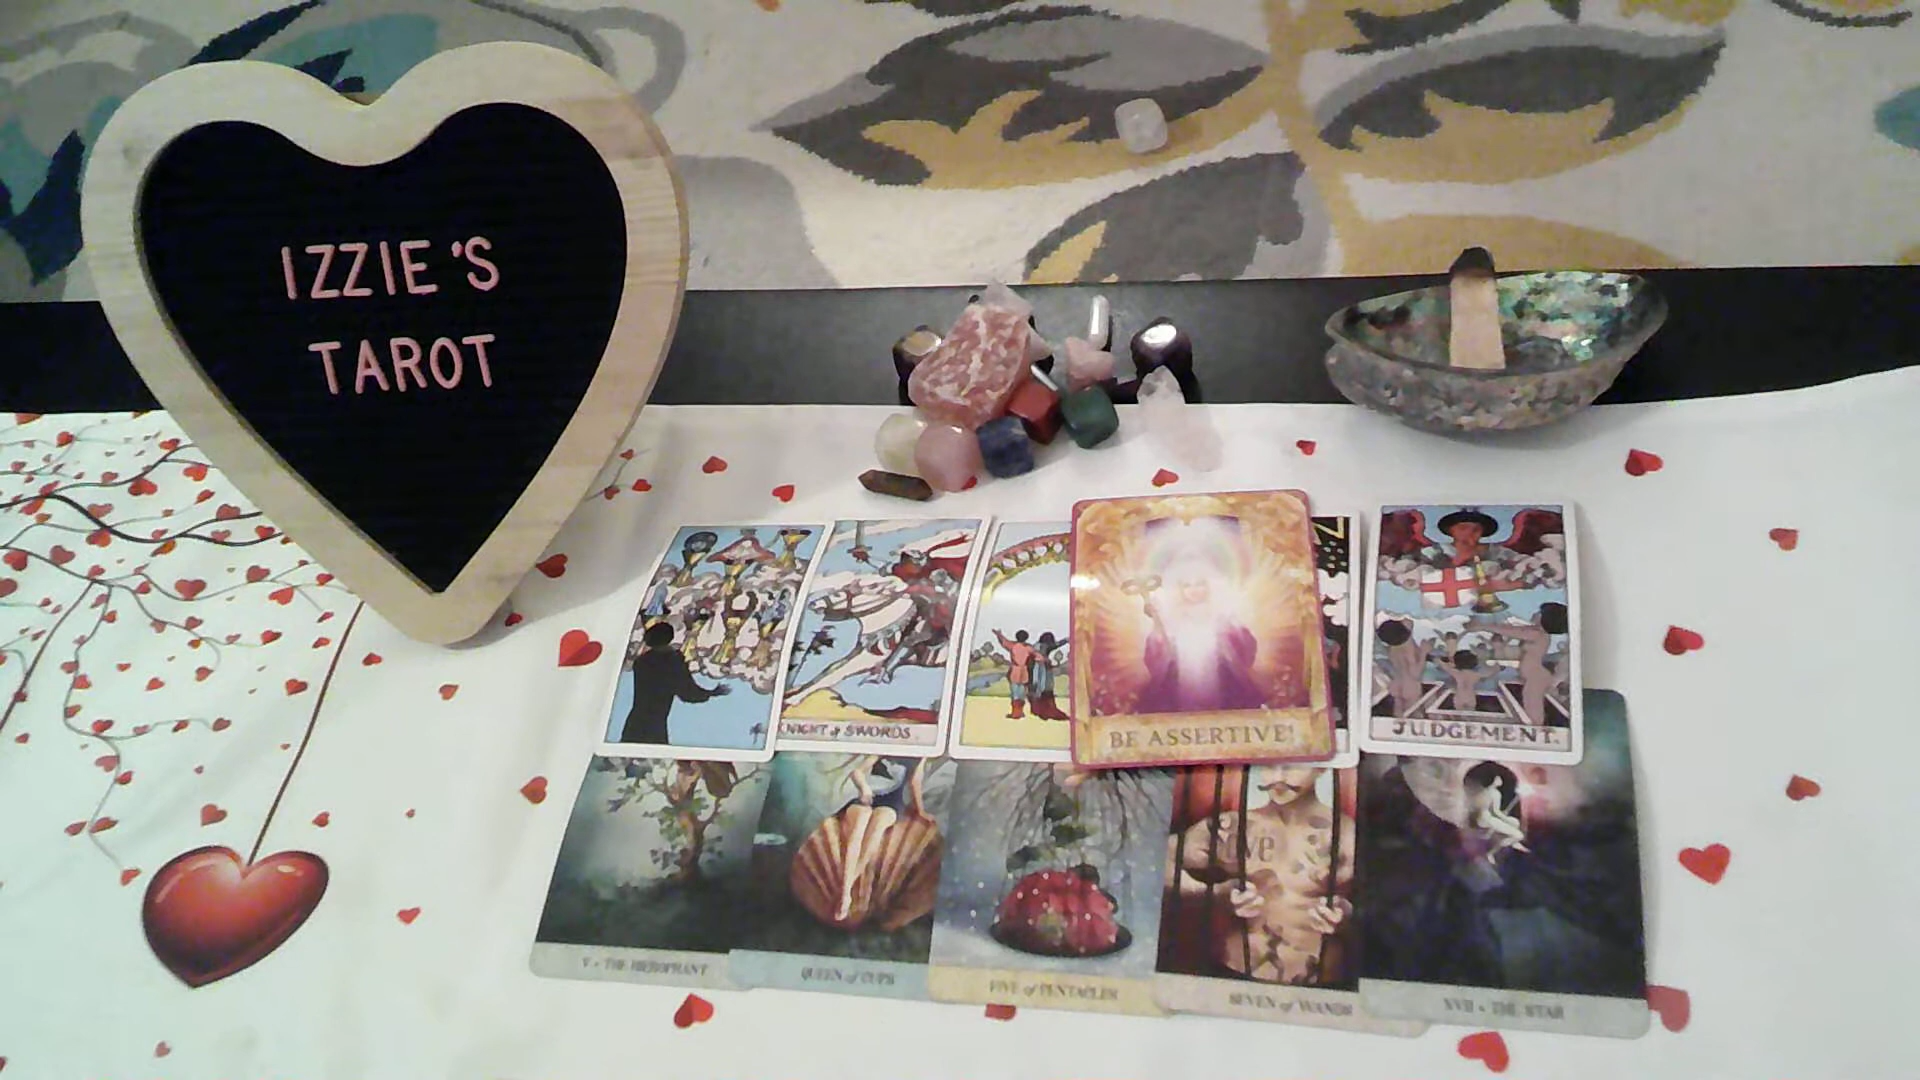 IZZIE'S
TAROT
KNIGHT of SWORDS.
BE ASSERTIVE!
JUDGEMENT.
V • THE HIEROPHANT
QUEEN of CUPS
FIVE of PENTACLES
SEVEN of WANDS
XVII • THE STAR